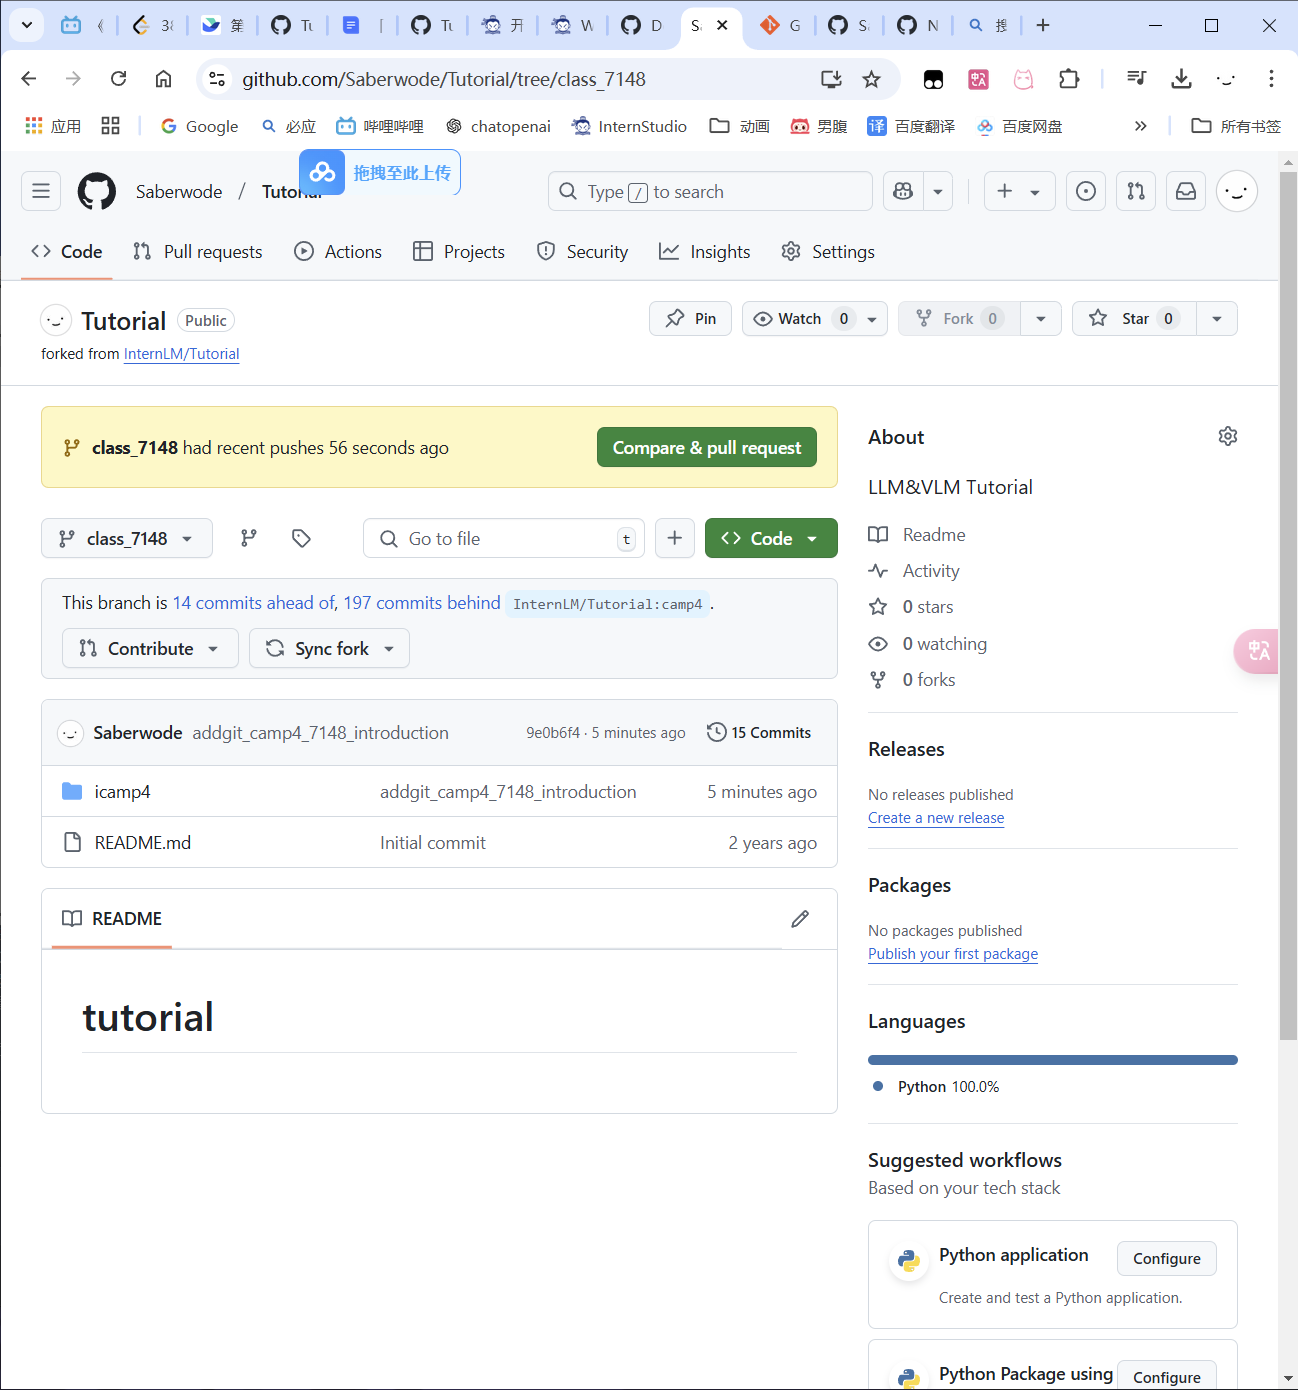 《
38
第
Tu
[
Tu
开
W
D
Sa
G
Sa
N
搜
github.com/Saberwode/Tutorial/tree/class_7148
应用
Google
必应
哔哩哔哩
chatopenai
InternStudio
动画
男腹
译 百度翻译
百度网盘
所有书签
拖拽至此上传
Saberwode / Tutorial
Type / to search
Code
Pull requests
Actions
Projects
Security
Insights
Settings
Tutorial Public
Pin
Watch 0
Fork 0
Star 0
forked from InternLM/Tutorial
class_7148 had recent pushes 56 seconds ago
Compare & pull request
class_7148
Go to file t
Code
This branch is 14 commits ahead of, 197 commits behind InternLM/Tutorial:camp4 .
Contribute
Sync fork
Saberwode addgit_camp4_7148_introduction 9e0b6f4 · 5 minutes ago 15 Commits
icamp4 addgit_camp4_7148_introduction 5 minutes ago
README.md Initial commit 2 years ago
README
tutorial
About
LLM&VLM Tutorial
Readme
Activity
0 stars
0 watching
0 forks
Releases
No releases published
Create a new release
Packages
No packages published
Publish your first package
Languages
Python 100.0%
Suggested workflows
Based on your tech stack
Python application Configure
Create and test a Python application.
Python Package using Configure